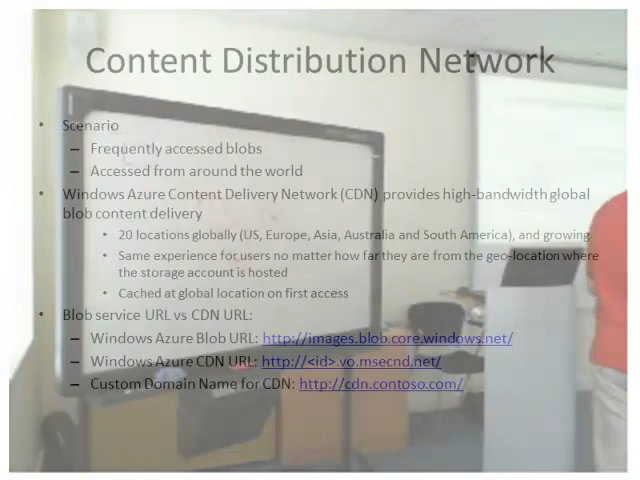 Content Distribution Network
• Scenario
– Frequently accessed blobs
– Accessed from around the world
• Windows Azure Content Delivery Network (CDN) provides high-bandwidth global
blob content delivery
• 20 locations globally (US, Europe, Asia, Australia and South America), and growing
• Same experience for users no matter how far they are from the geo-location where
the storage account is hosted
• Cached at global location on first access
• Blob service URL vs CDN URL:
– Windows Azure Blob URL: http://images.blob.core.windows.net/
– Windows Azure CDN URL: http://<id>.vo.msecnd.net/
– Custom Domain Name for CDN: http://cdn.contoso.com/